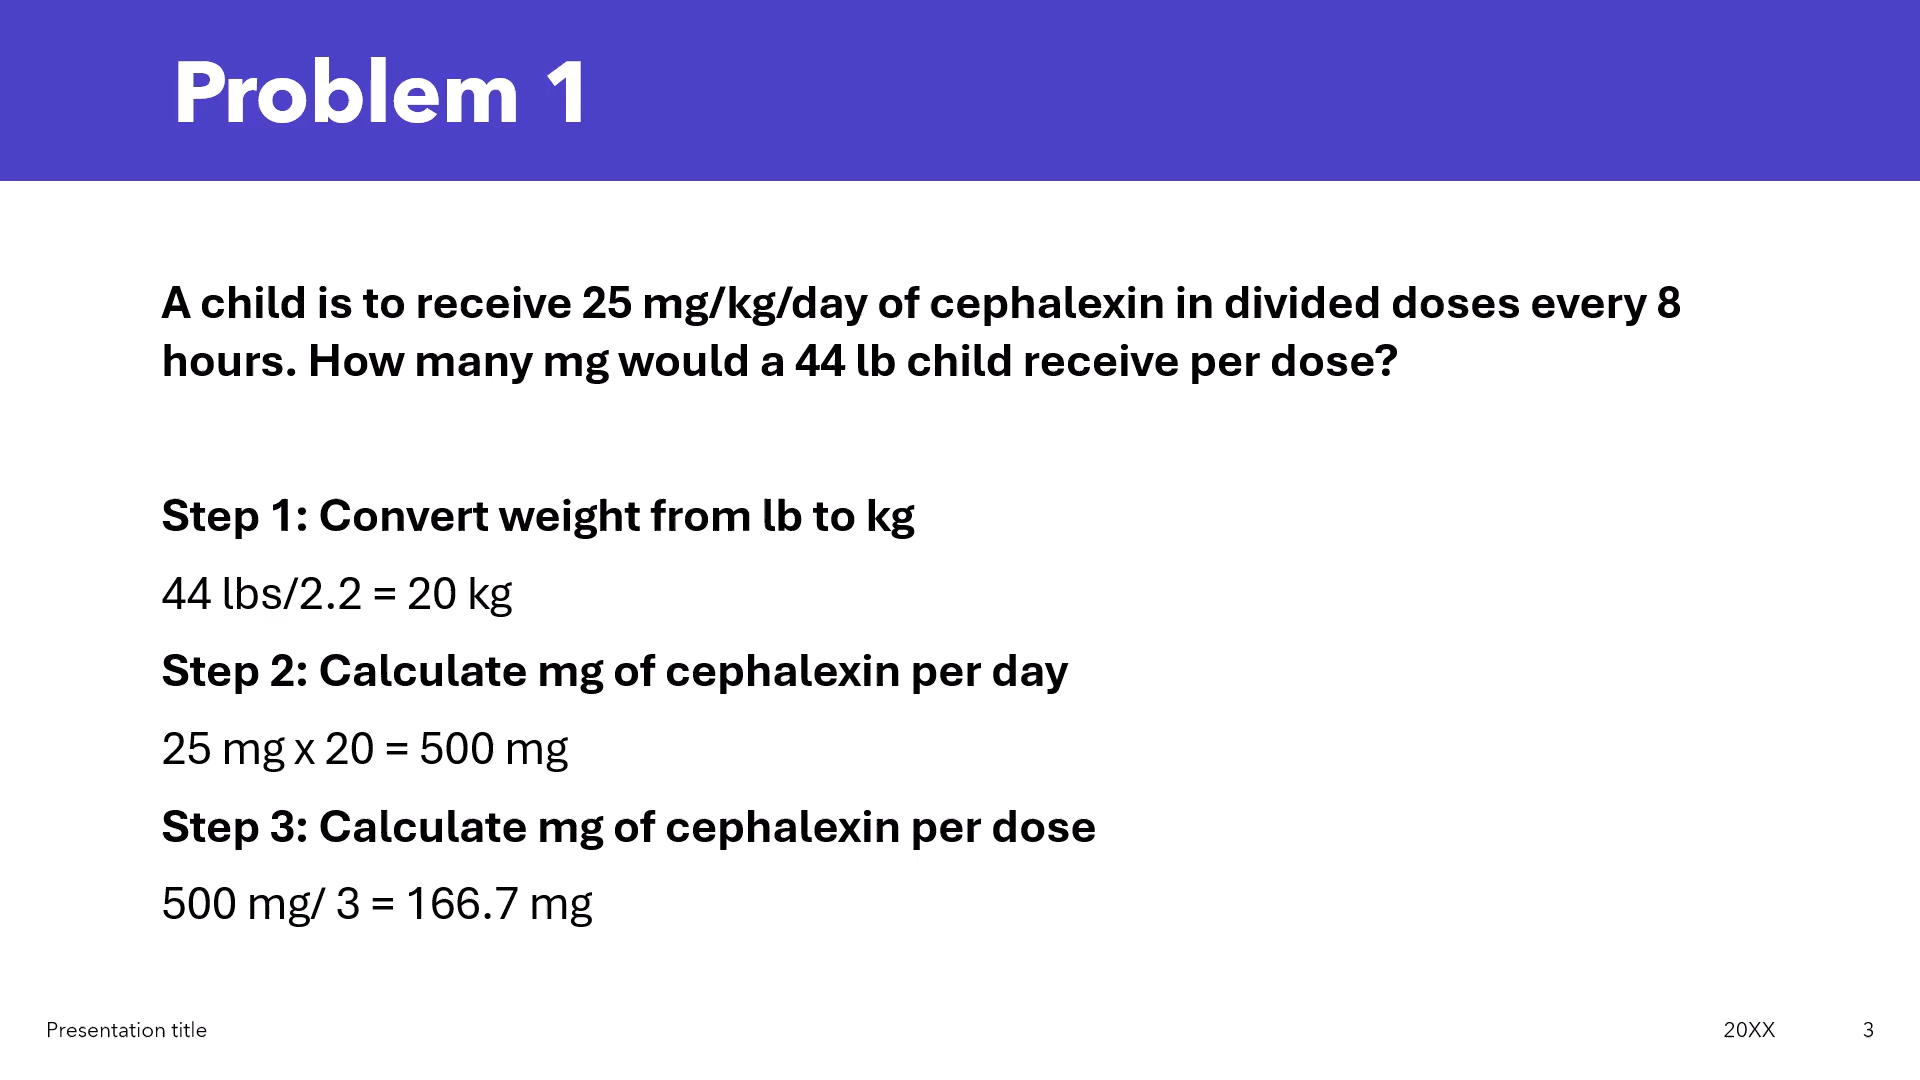 Problem 1
A child is to receive 25 mg/kg/day of cephalexin in divided doses every 8
hours. How many mg would a 44 lb child receive per dose?
Step 1: Convert weight from lb to kg
44 lbs/2.2 = 20 kg
Step 2: Calculate mg of cephalexin per day
25 mg x 20 = 500 mg
Step 3: Calculate mg of cephalexin per dose
500 mg/ 3 = 166.7 mg
Presentation title
20XX
3